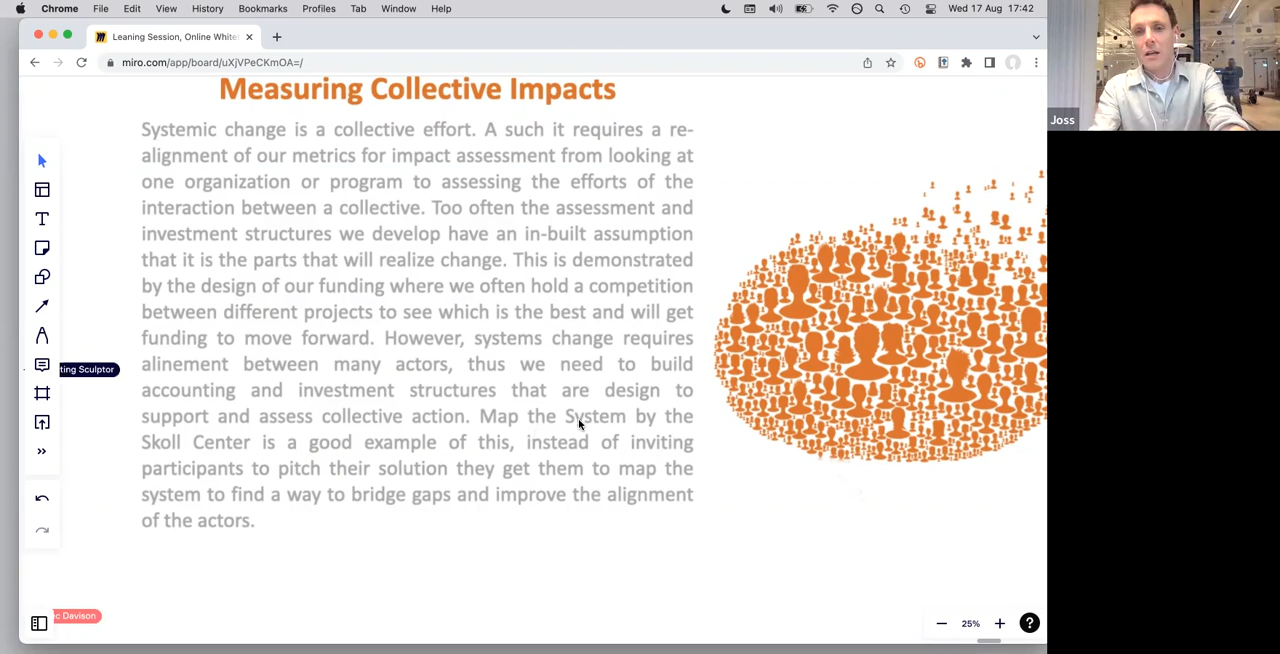 Chrome File Edit View History Bookmarks Profiles Tab Window Help Wed 17 Aug 17:42
Leaning Session, Online White
miro.com/app/board/uXjVPeCKmOA=/
Joss
Measuring Collective Impacts
Systemic change is a collective effort. A such it requires a re-
alignment of our metrics for impact assessment from looking at
one organization or program to assessing the efforts of the
interaction between a collective. Too often the assessment and
investment structures we develop have an in-built assumption
that it is the parts that will realize change. This is demonstrated
by the design of our funding where we often hold a competition
between different projects to see which is the best and will get
funding to move forward. However, systems change requires
alinement between many actors, thus we need to build
accounting and investment structures that are design to
support and assess collective action. Map the System by the
Skoll Center is a good example of this, instead of inviting
participants to pitch their solution they get them to map the
system to find a way to bridge gaps and improve the alignment
of the actors.
ting Sculptor
c Davison
25%